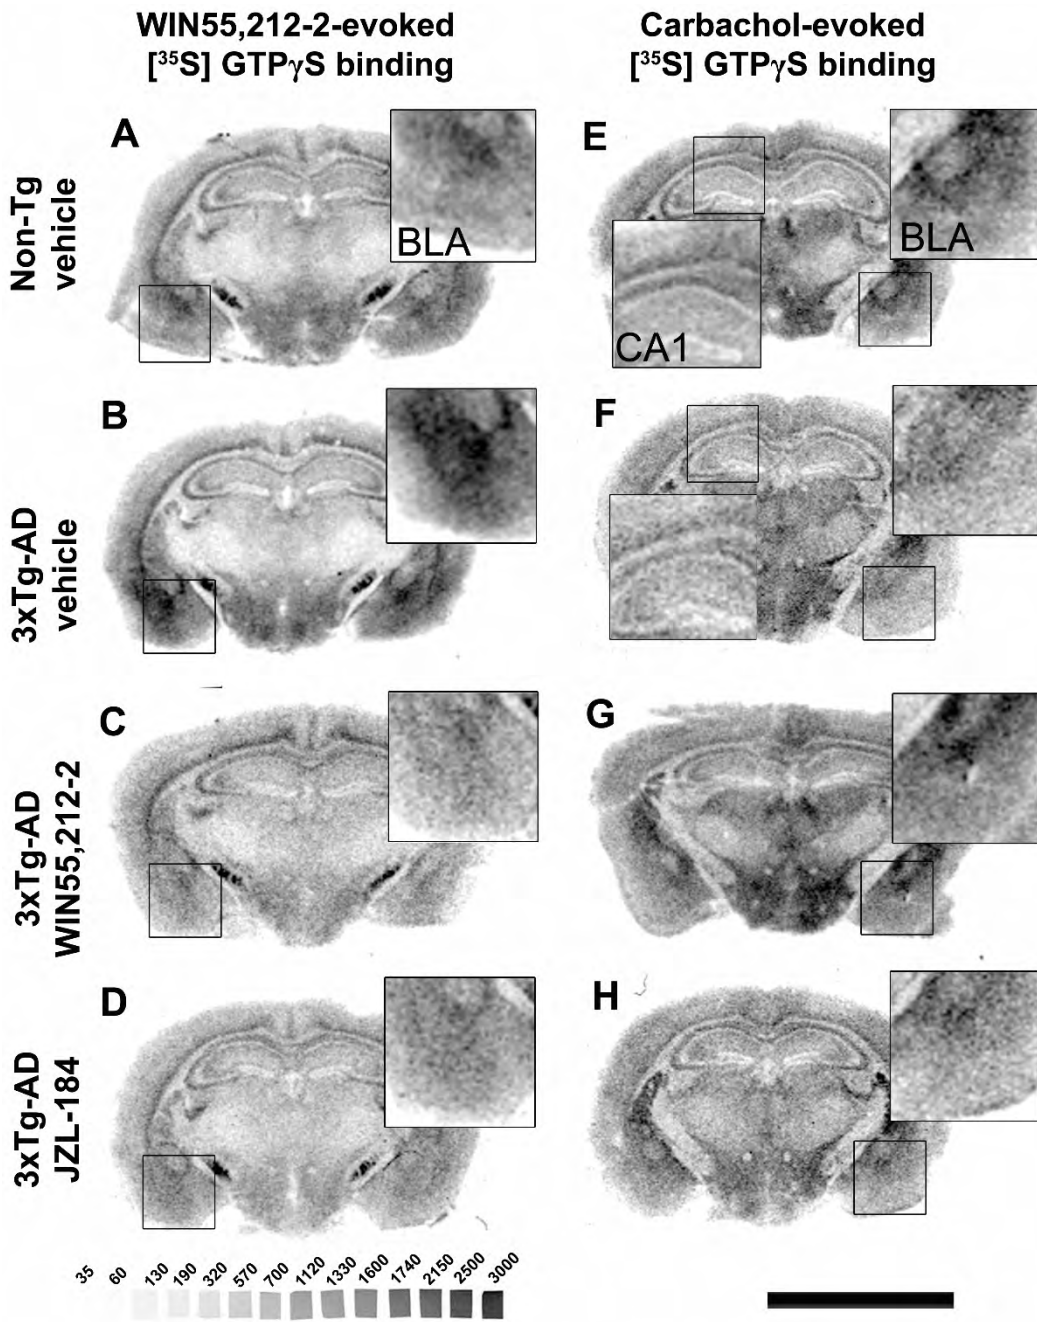 WIN55,212-2-evoked
[³⁵S] GTPγS binding
Carbachol-evoked
[³⁵S] GTPγS binding
Non-Tg
vehicle
A
BLA
E
BLA
CA1
3xTg-AD
vehicle
B
F
3xTg-AD
WIN55,212-2
C
G
3xTg-AD
JZL-184
D
H
35 60 130 190 320 570 700 1120 1330 1600 1740 2150 2500 3000